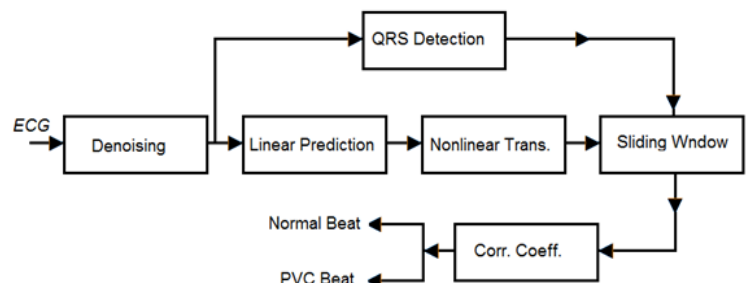 QRS Detection
ECG
Denoising
Linear Prediction
Nonlinear Trans.
Sliding Wndow
Normal Beat
Corr. Coeff.
PVC Beat